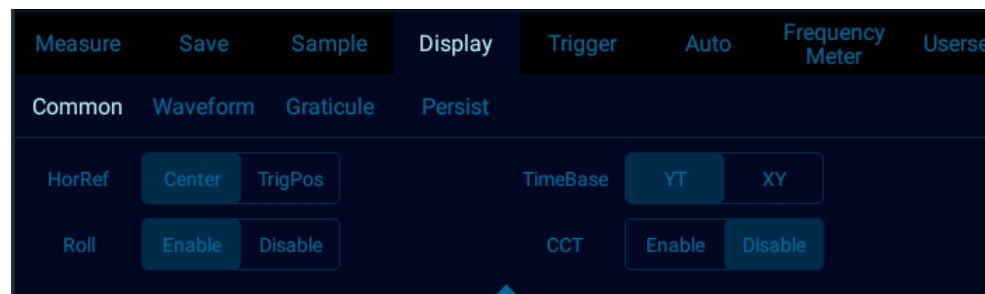 Measure Save Sample Display Trigger Auto Frequency Meter Userse
Common Waveform Graticule Persist
HorRef Center TrigPos TimeBase YT XY
Roll Enable Disable CCT Enable Disable